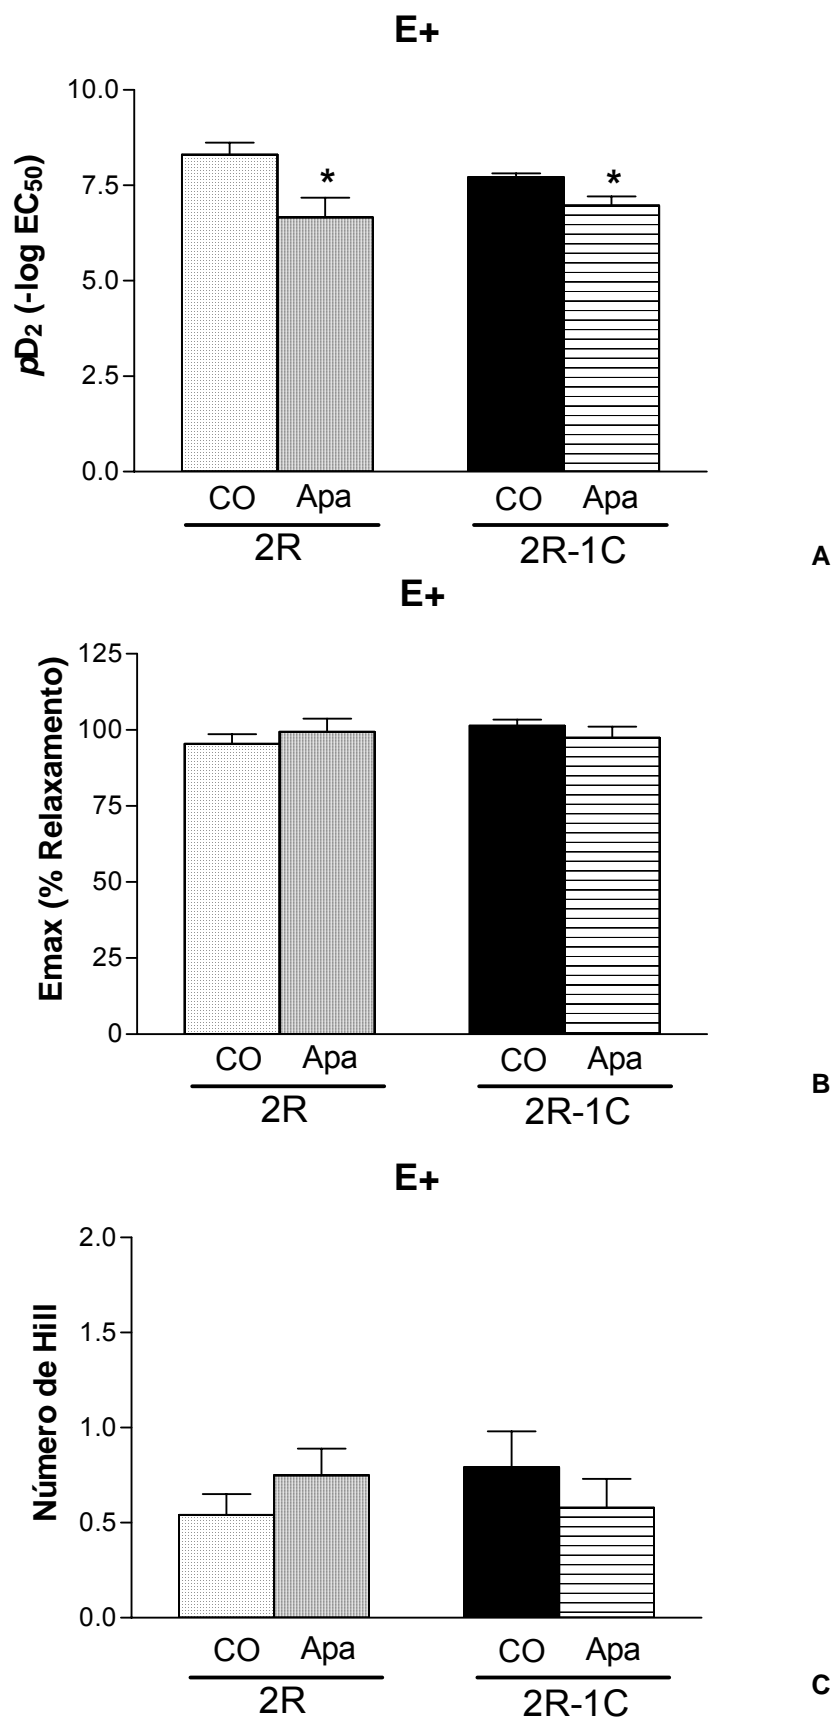 E+
pD2 (-log EC50)
10.0
7.5
5.0
2.5
0.0
*
*
CO Apa CO Apa
2R 2R-1C
A
E+
Emax (% Relaxamento)
125
100
75
50
25
0
CO Apa CO Apa
2R 2R-1C
B
E+
Número de Hill
2.0
1.5
1.0
0.5
0.0
CO Apa CO Apa
2R 2R-1C
C